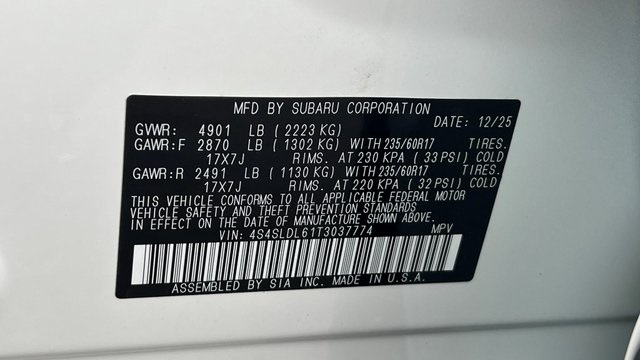 MFD BY SUBARU CORPORATION
DATE: 12/25
GVWR: 4901 LB (2223 KG)
GAWR:F 2870 LB (1302 KG) WITH 235/60R17 TIRES.
17X7J RIMS. AT 230 KPA (33 PSI) COLD
GAWR:R 2491 LB (1130 KG) WITH 235/60R17 TIRES.
17X7J RIMS. AT 220 KPA (32 PSI) COLD
THIS VEHICLE CONFORMS TO ALL APPLICABLE FEDERAL MOTOR
VEHICLE SAFETY AND THEFT PREVENTION STANDARDS
IN EFFECT ON THE DATE OF MANUFACTURE SHOWN ABOVE.
VIN: 4S4SLDL61T3037774 MPV
ASSEMBLED BY SIA INC. MADE IN U.S.A.